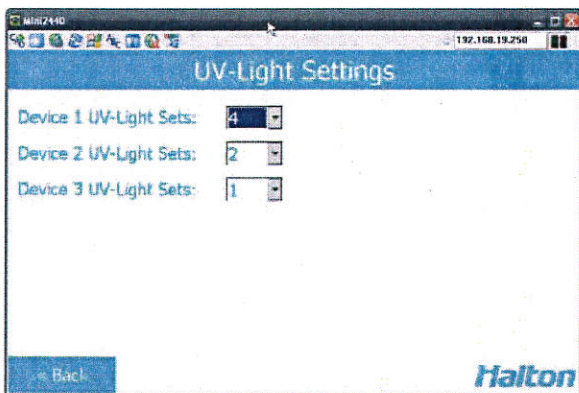 Mini2440
192.168.19.250
UV-Light Settings
Device 1 UV-Light Sets: 4
Device 2 UV-Light Sets: 2
Device 3 UV-Light Sets: 1
« Back
Halton